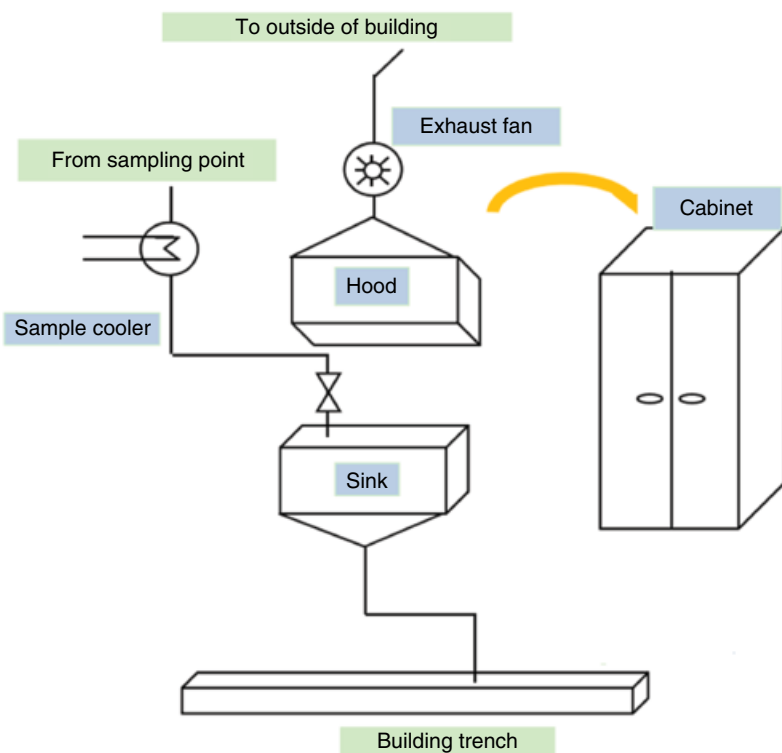 To outside of building
Exhaust fan
From sampling point
Cabinet
Hood
Sample cooler
Sink
Building trench